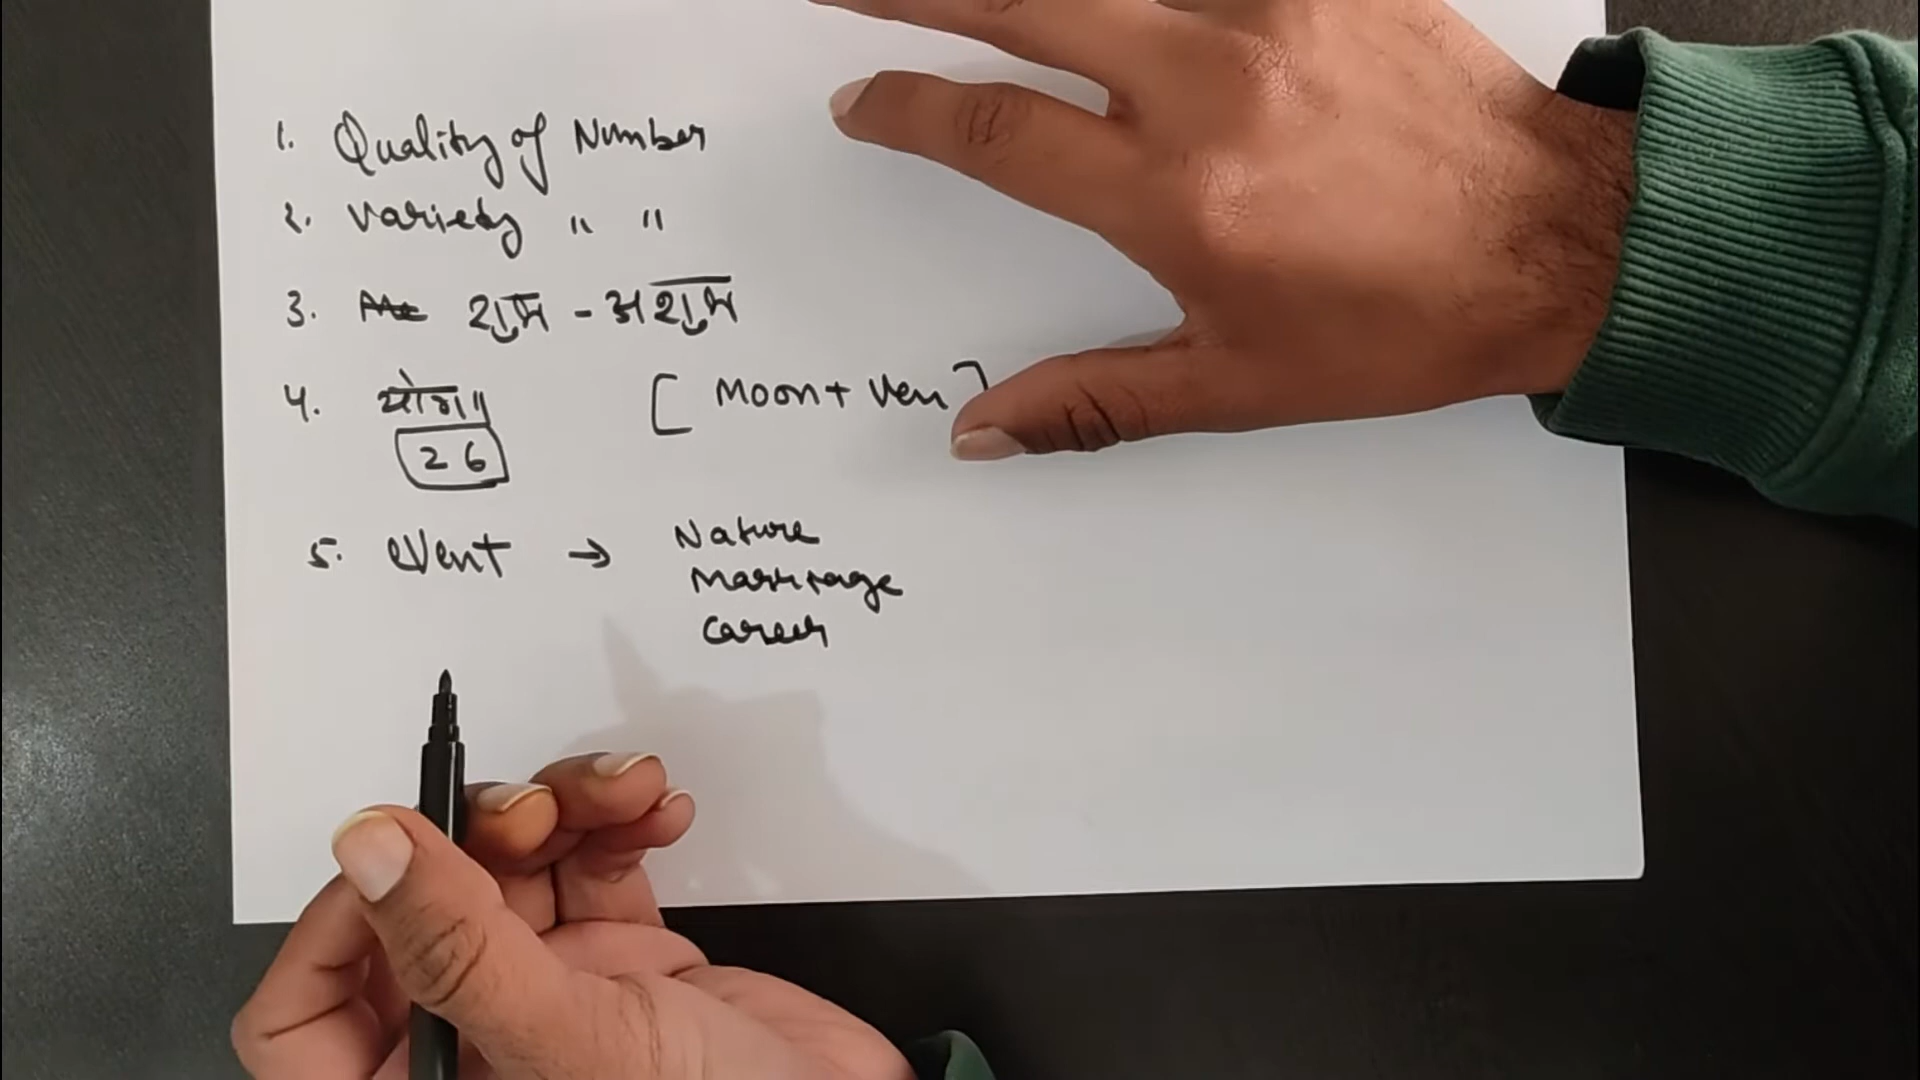 1. Quality of Number
2. Variety " "
3. शुभ - अशुभ
4. योग॥ [ Moon + Ven ]
26
5. event → Nature
Marriage
Career